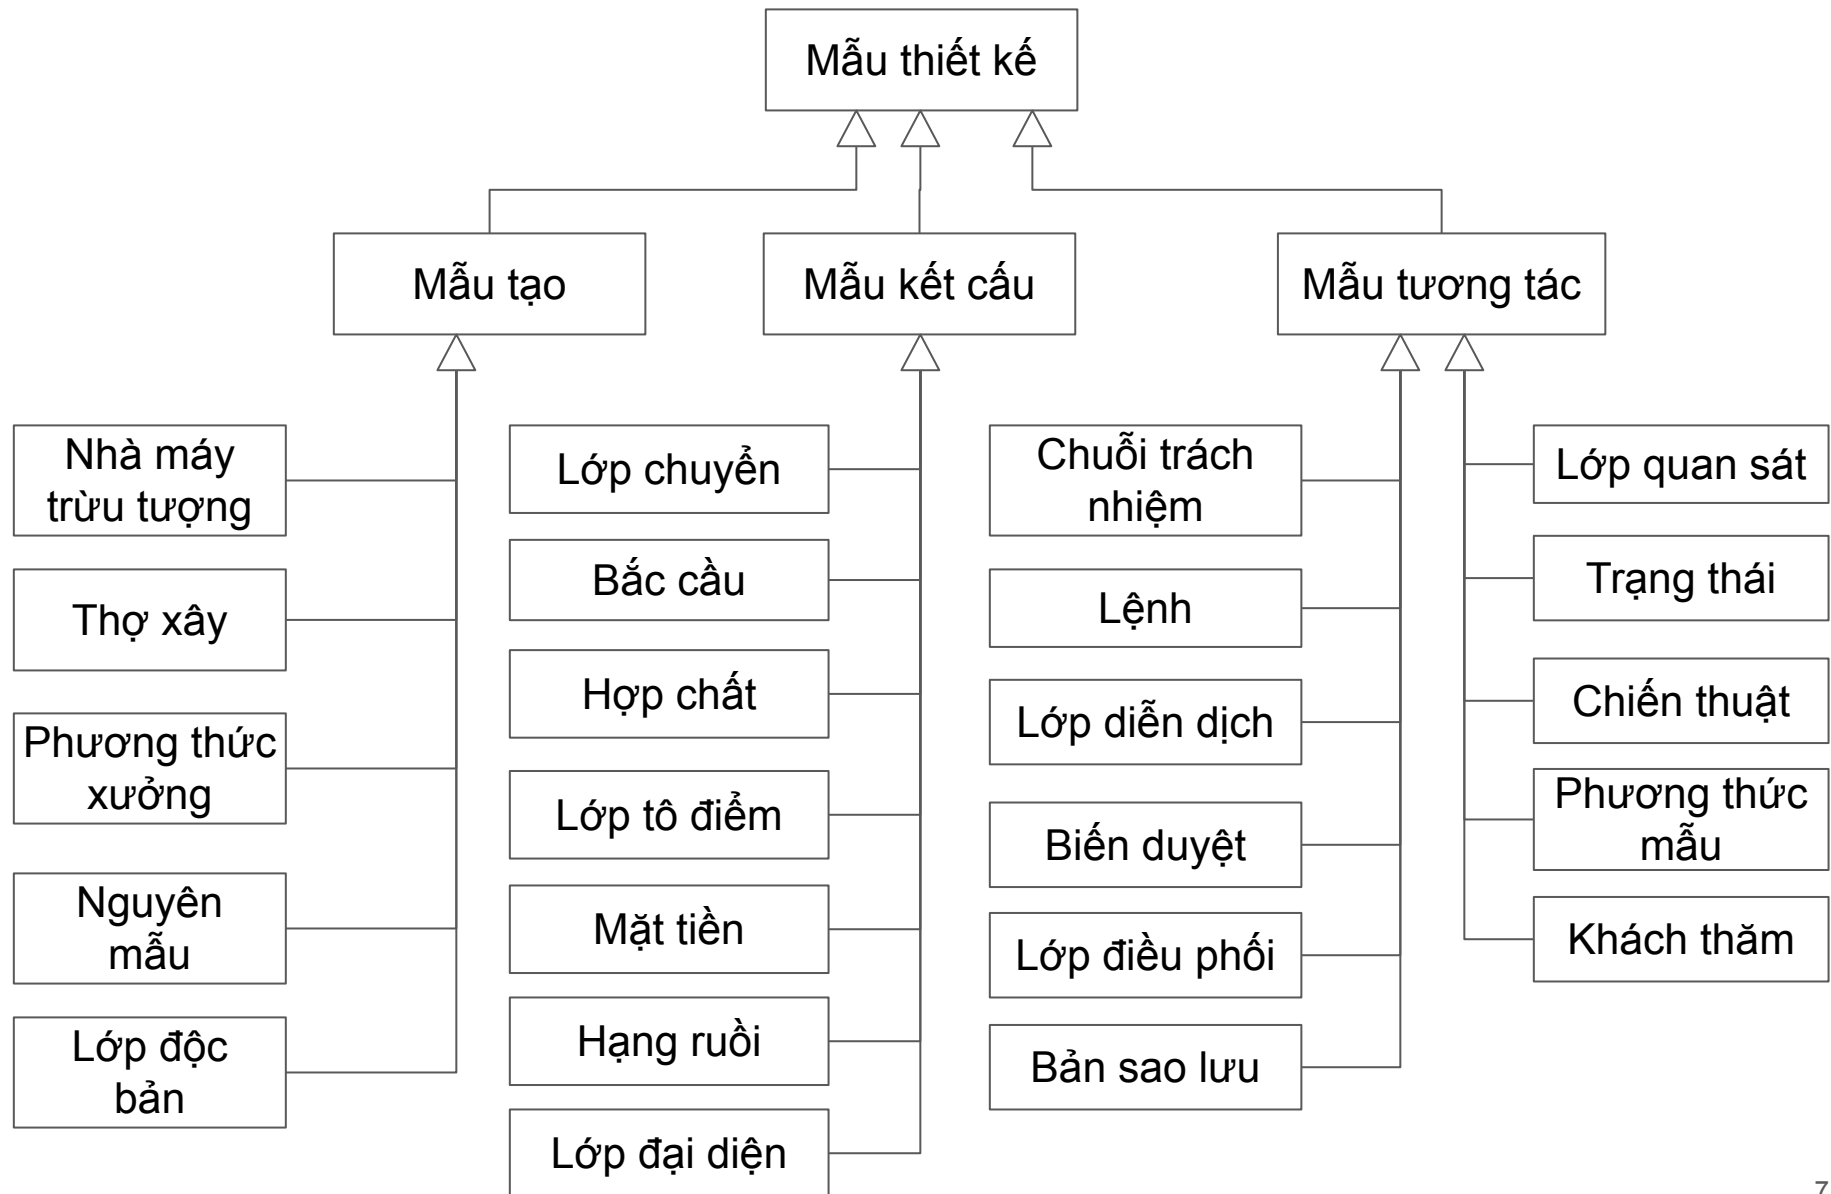 Mẫu thiết kế
Mẫu tạo
Mẫu kết cấu
Mẫu tương tác
Nhà máy
trừu tượng
Thợ xây
Phương thức
xưởng
Nguyên
mẫu
Lớp độc
bản
Lớp chuyển
Bắc cầu
Hợp chất
Lớp tô điểm
Mặt tiền
Hạng ruồi
Lớp đại diện
Chuỗi trách
nhiệm
Lệnh
Lớp diễn dịch
Biến duyệt
Lớp điều phối
Bản sao lưu
Lớp quan sát
Trạng thái
Chiến thuật
Phương thức
mẫu
Khách thăm
7